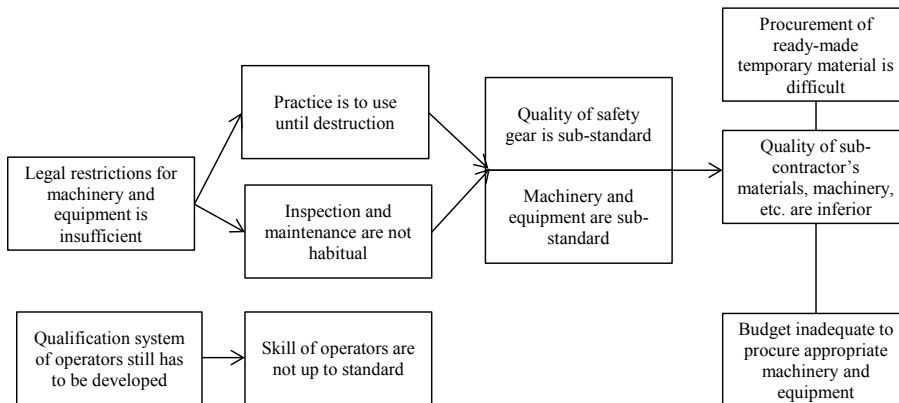 Legal restrictions for
machinery and
equipment is
insufficient
Practice is to use
until destruction
Inspection and
maintenance are not
habitual
Quality of safety
gear is sub-standard
Machinery and
equipment are sub-
standard
Procurement of
ready-made
temporary material is
difficult
Quality of sub-
contractor’s
materials, machinery,
etc. are inferior
Budget inadequate to
procure appropriate
machinery and
equipment
Qualification system
of operators still has
to be developed
Skill of operators are
not up to standard